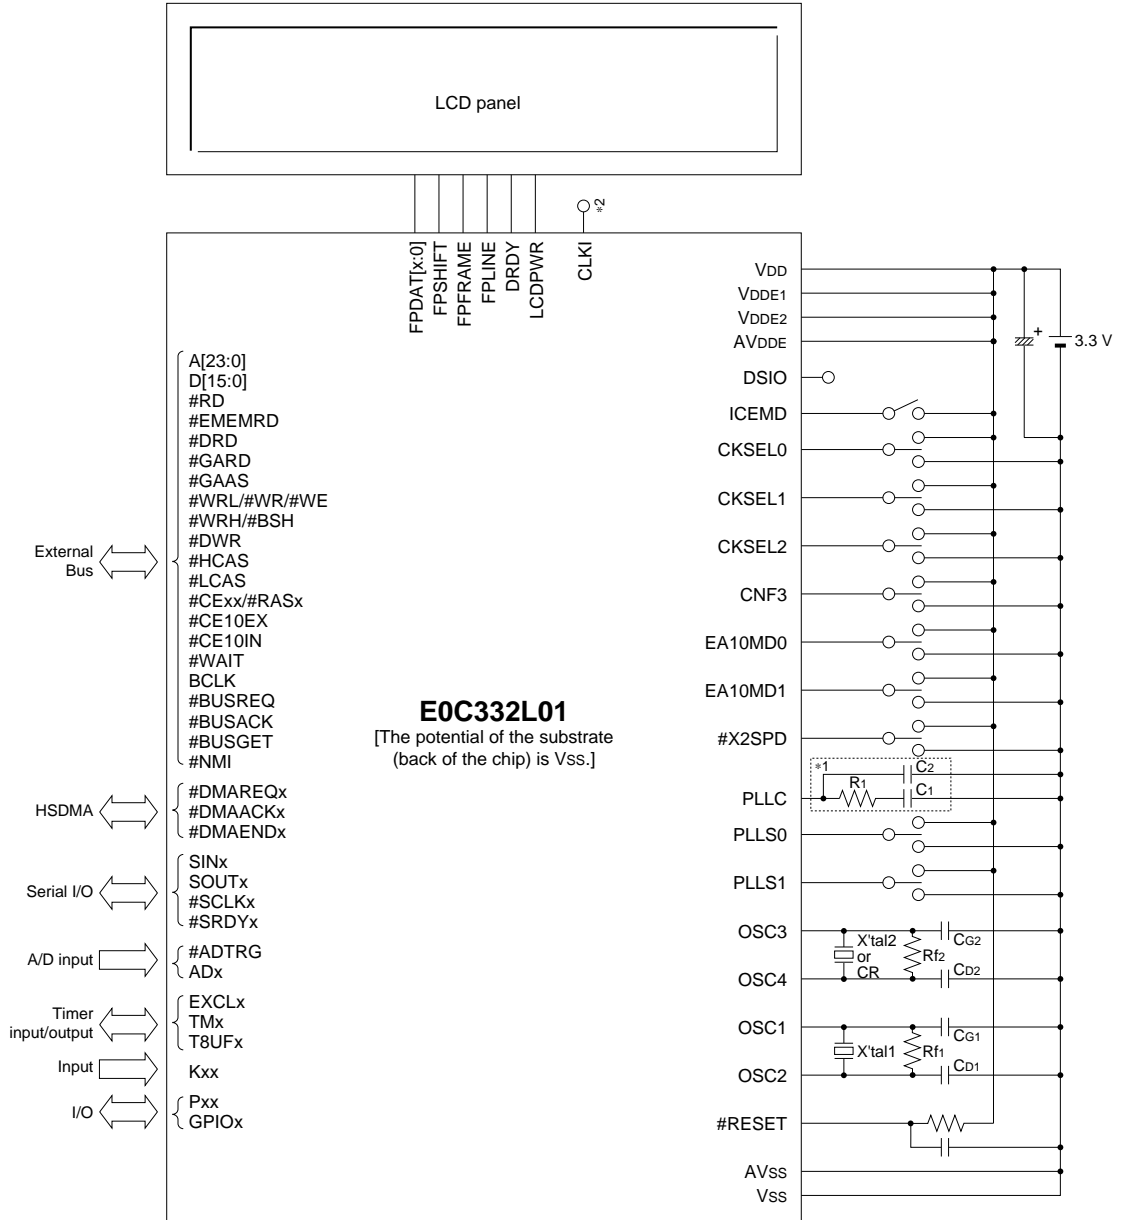 LCD panel
*2
FPDAT[x:0]
FPSHIFT
FPFRAME
FPLINE
DRDY
LCDPWR
CLKI
External
Bus
A[23:0]
D[15:0]
#RD
#EMEMRD
#DRD
#GARD
#GAAS
#WRL/#WR/#WE
#WRH/#BSH
#DWR
#HCAS
#LCAS
#CExx/#RASx
#CE10EX
#CE10IN
#WAIT
BCLK
#BUSREQ
#BUSACK
#BUSGET
#NMI
HSDMA
#DMAREQx
#DMAACKx
#DMAENDx
Serial I/O
SINx
SOUTx
#SCLKx
#SRDYx
A/D input
#ADTRG
ADx
Timer
input/output
EXCLx
TMx
T8UFx
Input
Kxx
I/O
Pxx
GPIOx
E0C332L01
[The potential of the substrate
(back of the chip) is VSS.]
VDD
VDDE1
VDDE2
AVDDE
+
3.3 V
DSIO
ICEMD
CKSEL0
CKSEL1
CKSEL2
CNF3
EA10MD0
EA10MD1
#X2SPD
*1
C2
PLLC
R1
C1
PLLS0
PLLS1
OSC3
X'tal2
or
CR
Rf2
CG2
OSC4
CD2
OSC1
X'tal1
Rf1
CG1
OSC2
CD1
#RESET
AVSS
VSS